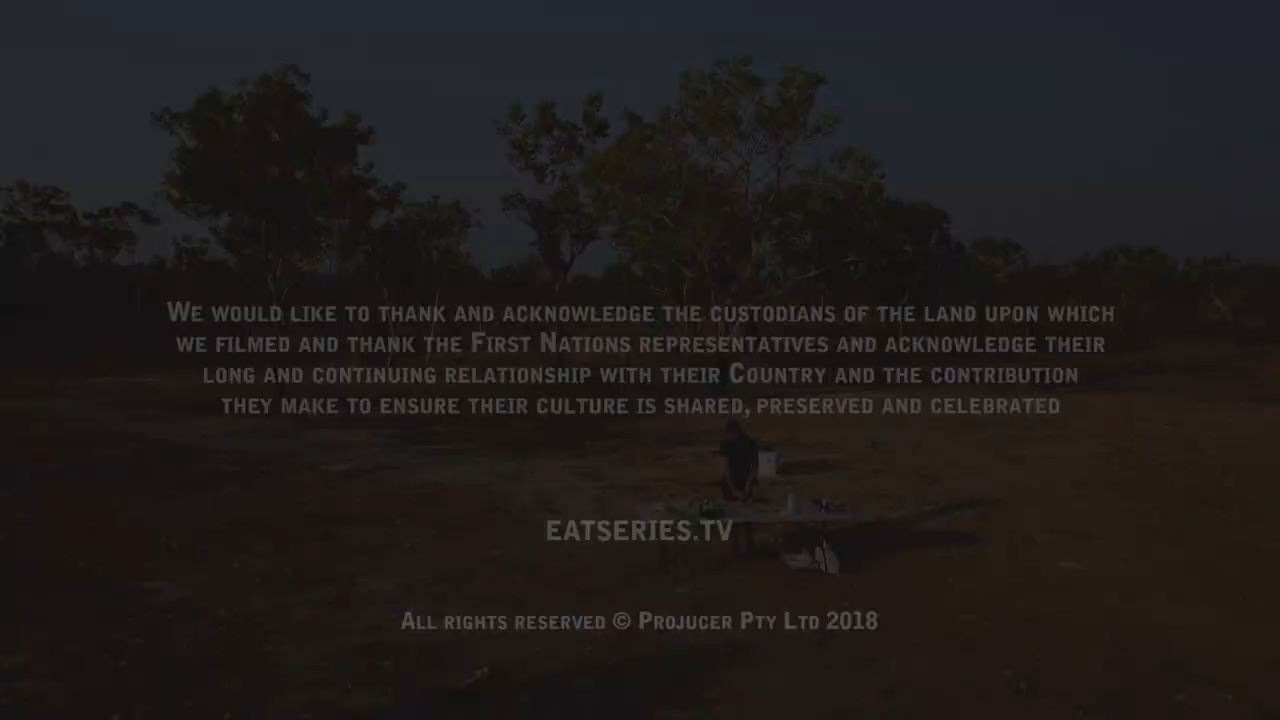 We would like to thank and acknowledge the custodians of the land upon which
we filmed and thank the First Nations representatives and acknowledge their
long and continuing relationship with their Country and the contribution
they make to ensure their culture is shared, preserved and celebrated
EATSERIES.TV
All rights reserved © Projucer Pty Ltd 2018